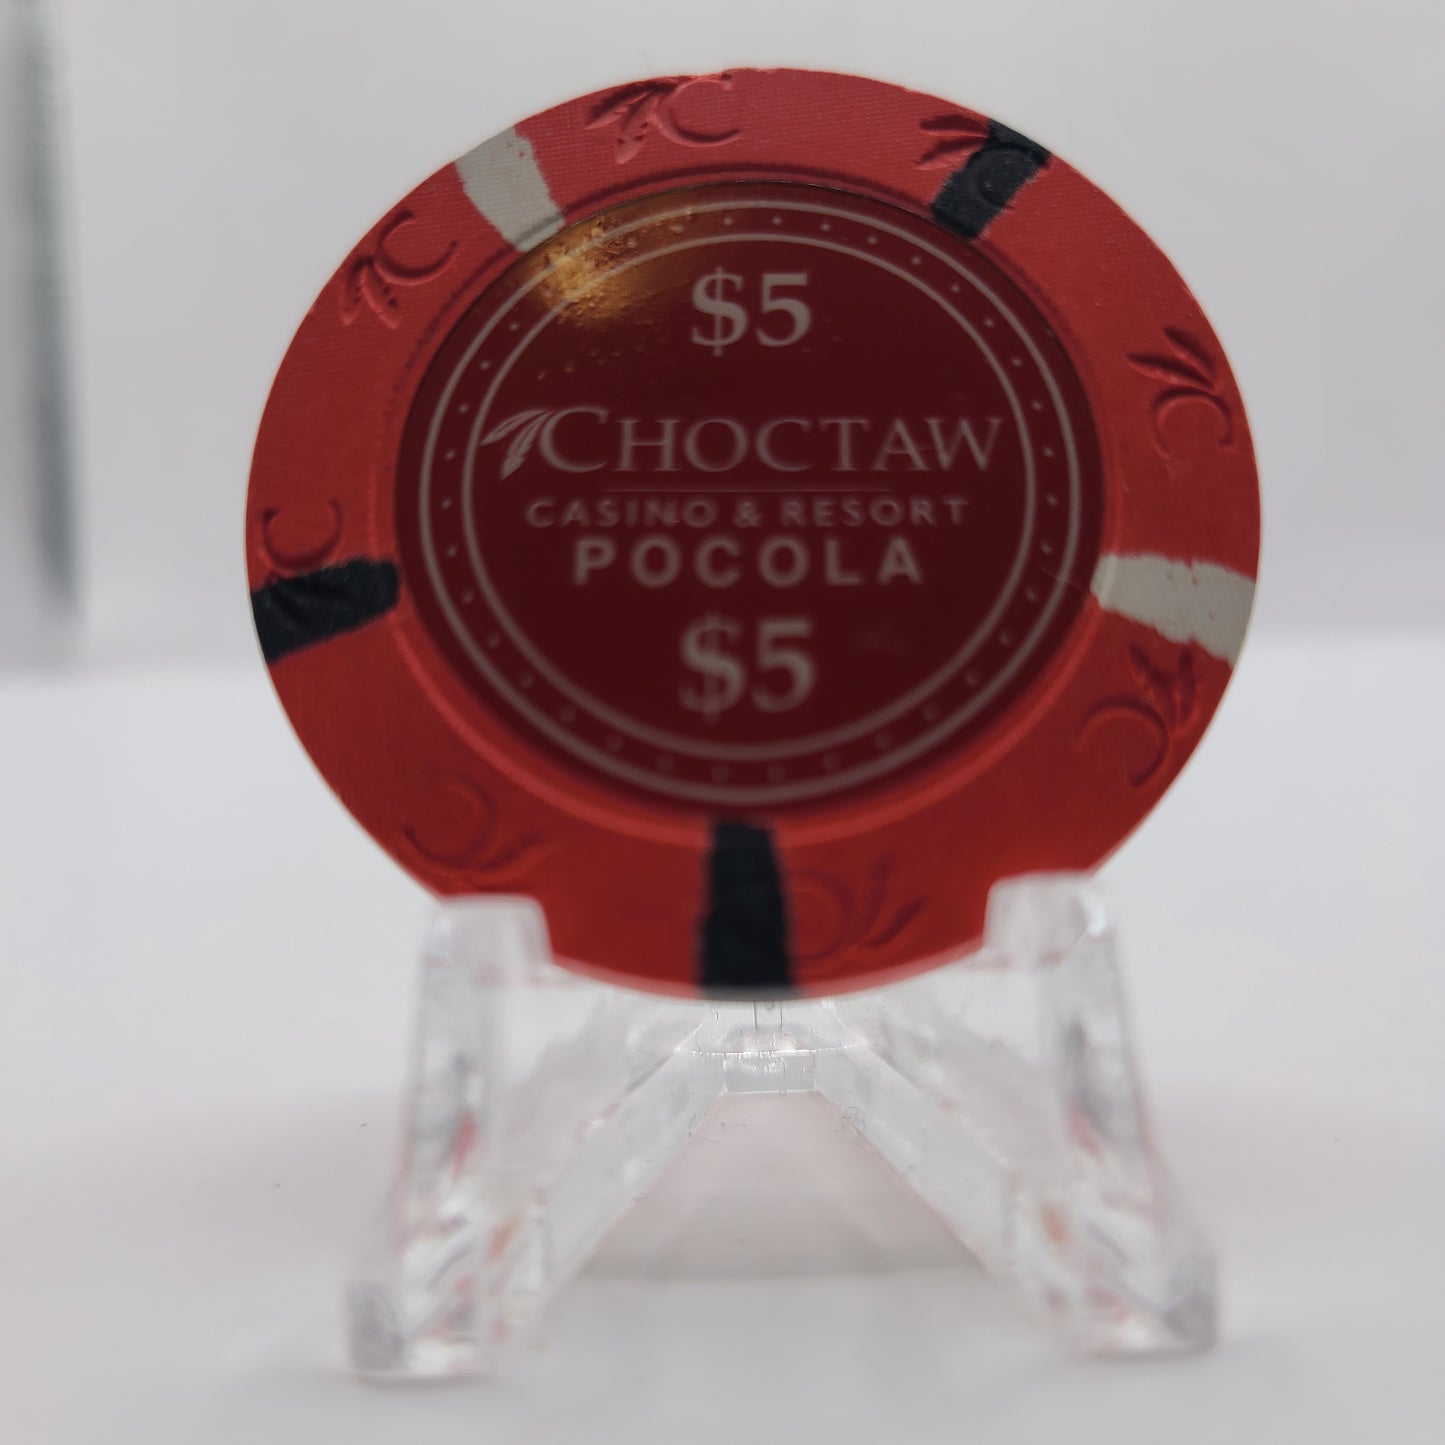 $5
CHOCTAW
CASINO & RESORT
POCOLA
$5